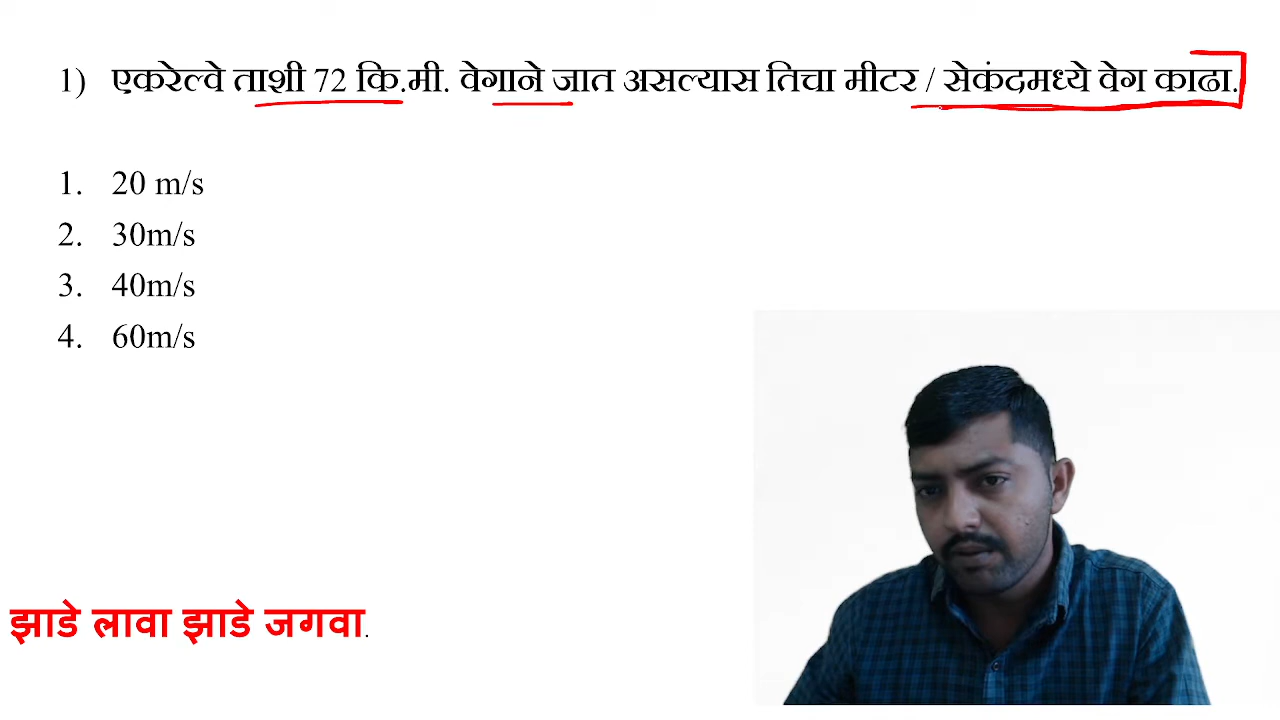 1) एकरेल्वे ताशी 72 कि.मी. वेगाने जात असल्यास तिचा मीटर / सेकंदमध्ये वेग काढा.
1. 20 m/s
2. 30m/s
3. 40m/s
4. 60m/s
झाडे लावा झाडे जगवा.